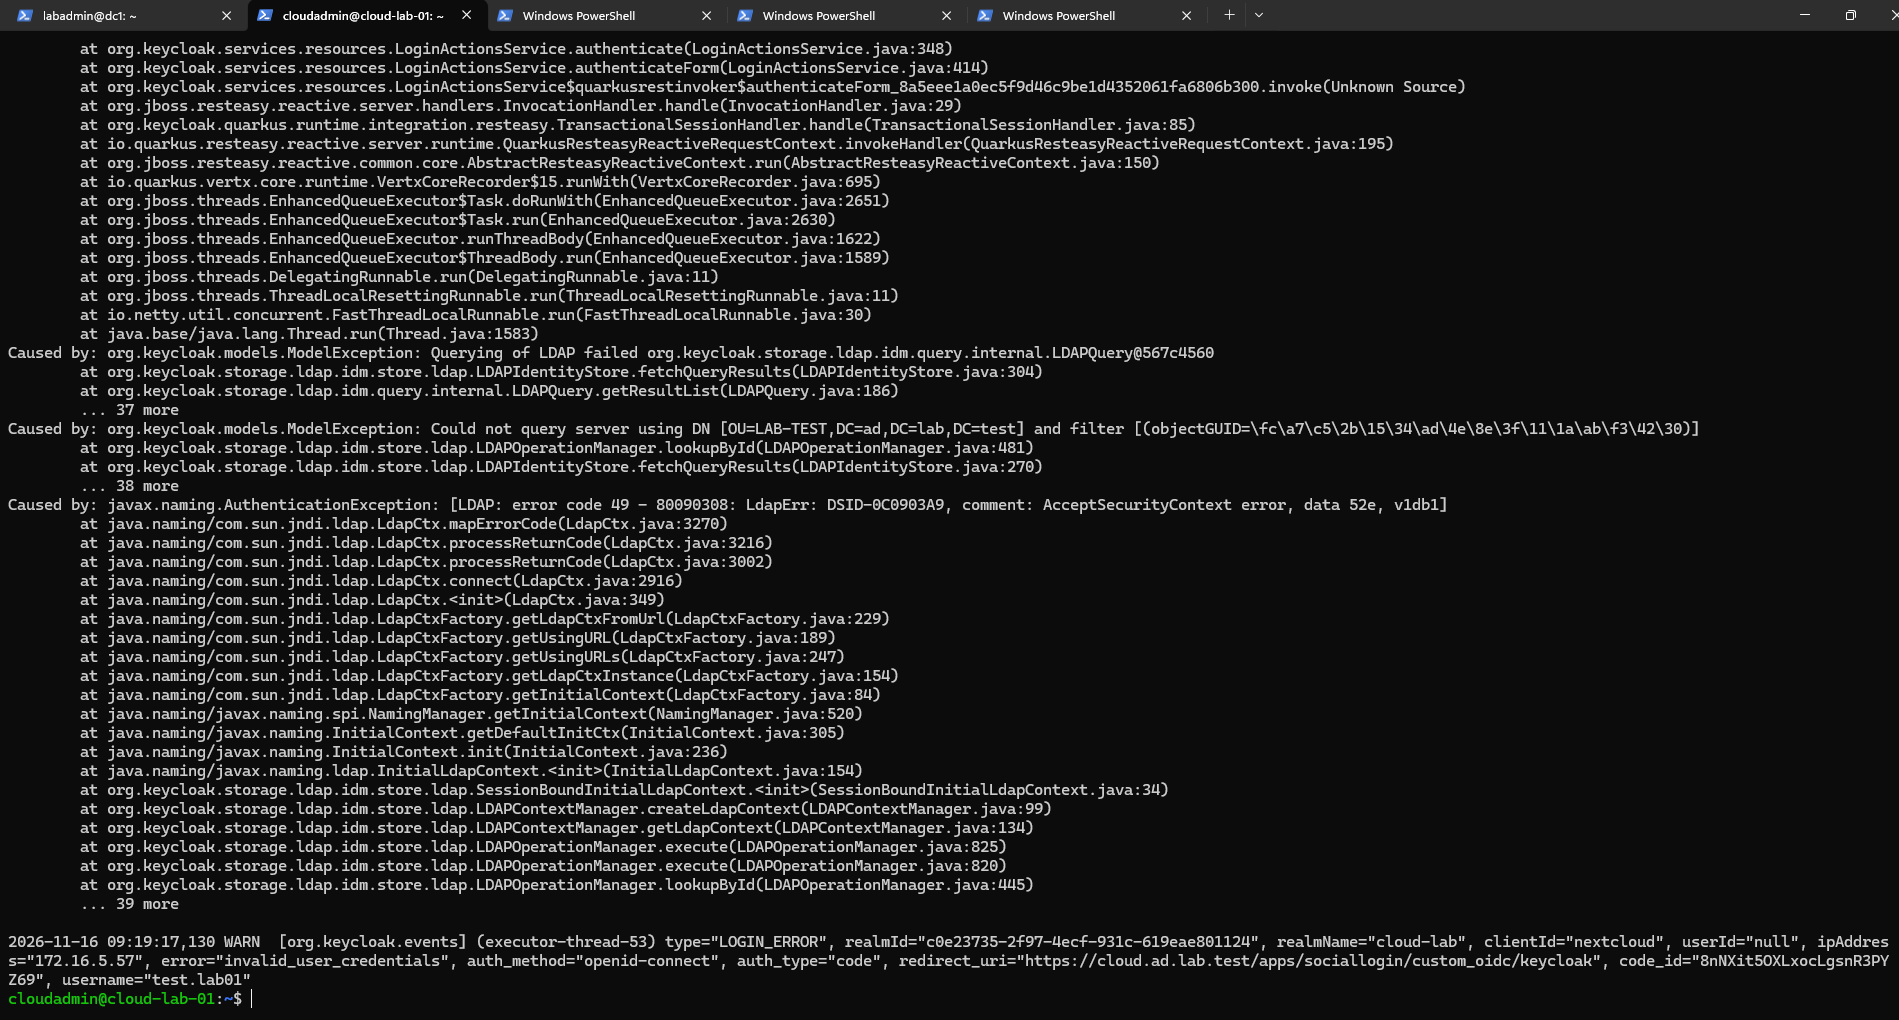 labadmin@dc1: ~
cloudadmin@cloud-lab-01: ~
Windows PowerShell
Windows PowerShell
Windows PowerShell
at org.keycloak.services.resources.LoginActionsService.authenticate(LoginActionsService.java:348)
at org.keycloak.services.resources.LoginActionsService.authenticateForm(LoginActionsService.java:414)
at org.keycloak.services.resources.LoginActionsService$quarkusrestinvoker$authenticateForm_8a5eee1a0ec5f9d46c9be1d4352061fa6806b300.invoke(Unknown Source)
at org.jboss.resteasy.reactive.server.handlers.InvocationHandler.handle(InvocationHandler.java:29)
at org.keycloak.quarkus.runtime.integration.resteasy.TransactionalSessionHandler.handle(TransactionalSessionHandler.java:85)
at io.quarkus.resteasy.reactive.server.runtime.QuarkusResteasyReactiveRequestContext.invokeHandler(QuarkusResteasyReactiveRequestContext.java:195)
at org.jboss.resteasy.reactive.common.core.AbstractResteasyReactiveContext.run(AbstractResteasyReactiveContext.java:150)
at io.quarkus.vertx.core.runtime.VertxCoreRecorder$15.runWith(VertxCoreRecorder.java:695)
at org.jboss.threads.EnhancedQueueExecutor$Task.doRunWith(EnhancedQueueExecutor.java:2651)
at org.jboss.threads.EnhancedQueueExecutor$Task.run(EnhancedQueueExecutor.java:2630)
at org.jboss.threads.EnhancedQueueExecutor.runThreadBody(EnhancedQueueExecutor.java:1622)
at org.jboss.threads.EnhancedQueueExecutor$ThreadBody.run(EnhancedQueueExecutor.java:1589)
at org.jboss.threads.DelegatingRunnable.run(DelegatingRunnable.java:11)
at org.jboss.threads.ThreadLocalResettingRunnable.run(ThreadLocalResettingRunnable.java:11)
at io.netty.util.concurrent.FastThreadLocalRunnable.run(FastThreadLocalRunnable.java:30)
at java.base/java.lang.Thread.run(Thread.java:1583)
Caused by: org.keycloak.models.ModelException: Querying of LDAP failed org.keycloak.storage.ldap.idm.query.internal.LDAPQuery@567c4560
at org.keycloak.storage.ldap.idm.store.ldap.LDAPIdentityStore.fetchQueryResults(LDAPIdentityStore.java:304)
at org.keycloak.storage.ldap.idm.query.internal.LDAPQuery.getResultList(LDAPQuery.java:186)
... 37 more
Caused by: org.keycloak.models.ModelException: Could not query server using DN [OU=LAB-TEST,DC=ad,DC=lab,DC=test] and filter [(objectGUID=\fc\a7\c5\2b\15\34\ad\4e\8e\3f\11\1a\ab\f3\42\30)]
at org.keycloak.storage.ldap.idm.store.ldap.LDAPOperationManager.lookupById(LDAPOperationManager.java:481)
at org.keycloak.storage.ldap.idm.store.ldap.LDAPIdentityStore.fetchQueryResults(LDAPIdentityStore.java:270)
... 38 more
Caused by: javax.naming.AuthenticationException: [LDAP: error code 49 - 80090308: LdapErr: DSID-0C0903A9, comment: AcceptSecurityContext error, data 52e, v1db1]
at java.naming/com.sun.jndi.ldap.LdapCtx.mapErrorCode(LdapCtx.java:3270)
at java.naming/com.sun.jndi.ldap.LdapCtx.processReturnCode(LdapCtx.java:3216)
at java.naming/com.sun.jndi.ldap.LdapCtx.processReturnCode(LdapCtx.java:3002)
at java.naming/com.sun.jndi.ldap.LdapCtx.connect(LdapCtx.java:2916)
at java.naming/com.sun.jndi.ldap.LdapCtx.<init>(LdapCtx.java:349)
at java.naming/com.sun.jndi.ldap.LdapCtxFactory.getLdapCtxFromUrl(LdapCtxFactory.java:229)
at java.naming/com.sun.jndi.ldap.LdapCtxFactory.getUsingURL(LdapCtxFactory.java:189)
at java.naming/com.sun.jndi.ldap.LdapCtxFactory.getUsingURLs(LdapCtxFactory.java:247)
at java.naming/com.sun.jndi.ldap.LdapCtxFactory.getLdapCtxInstance(LdapCtxFactory.java:154)
at java.naming/com.sun.jndi.ldap.LdapCtxFactory.getInitialContext(LdapCtxFactory.java:84)
at java.naming/javax.naming.spi.NamingManager.getInitialContext(NamingManager.java:520)
at java.naming/javax.naming.InitialContext.getDefaultInitCtx(InitialContext.java:305)
at java.naming/javax.naming.InitialContext.init(InitialContext.java:236)
at java.naming/javax.naming.ldap.InitialLdapContext.<init>(InitialLdapContext.java:154)
at org.keycloak.storage.ldap.idm.store.ldap.SessionBoundInitialLdapContext.<init>(SessionBoundInitialLdapContext.java:34)
at org.keycloak.storage.ldap.idm.store.ldap.LDAPContextManager.createLdapContext(LDAPContextManager.java:99)
at org.keycloak.storage.ldap.idm.store.ldap.LDAPContextManager.getLdapContext(LDAPContextManager.java:134)
at org.keycloak.storage.ldap.idm.store.ldap.LDAPOperationManager.execute(LDAPOperationManager.java:825)
at org.keycloak.storage.ldap.idm.store.ldap.LDAPOperationManager.execute(LDAPOperationManager.java:820)
at org.keycloak.storage.ldap.idm.store.ldap.LDAPOperationManager.lookupById(LDAPOperationManager.java:445)
... 39 more
2026-11-16 09:19:17,130 WARN  [org.keycloak.events] (executor-thread-53) type="LOGIN_ERROR", realmId="c0e23735-2f97-4ecf-931c-619eae801124", realmName="cloud-lab", clientId="nextcloud", userId="null", ipAddres
s="172.16.5.57", error="invalid_user_credentials", auth_method="openid-connect", auth_type="code", redirect_uri="https://cloud.ad.lab.test/apps/sociallogin/custom_oidc/keycloak", code_id="8nNXit5OXLxocLgsnR3PY
Z69", username="test.lab01"
cloudadmin@cloud-lab-01:~$